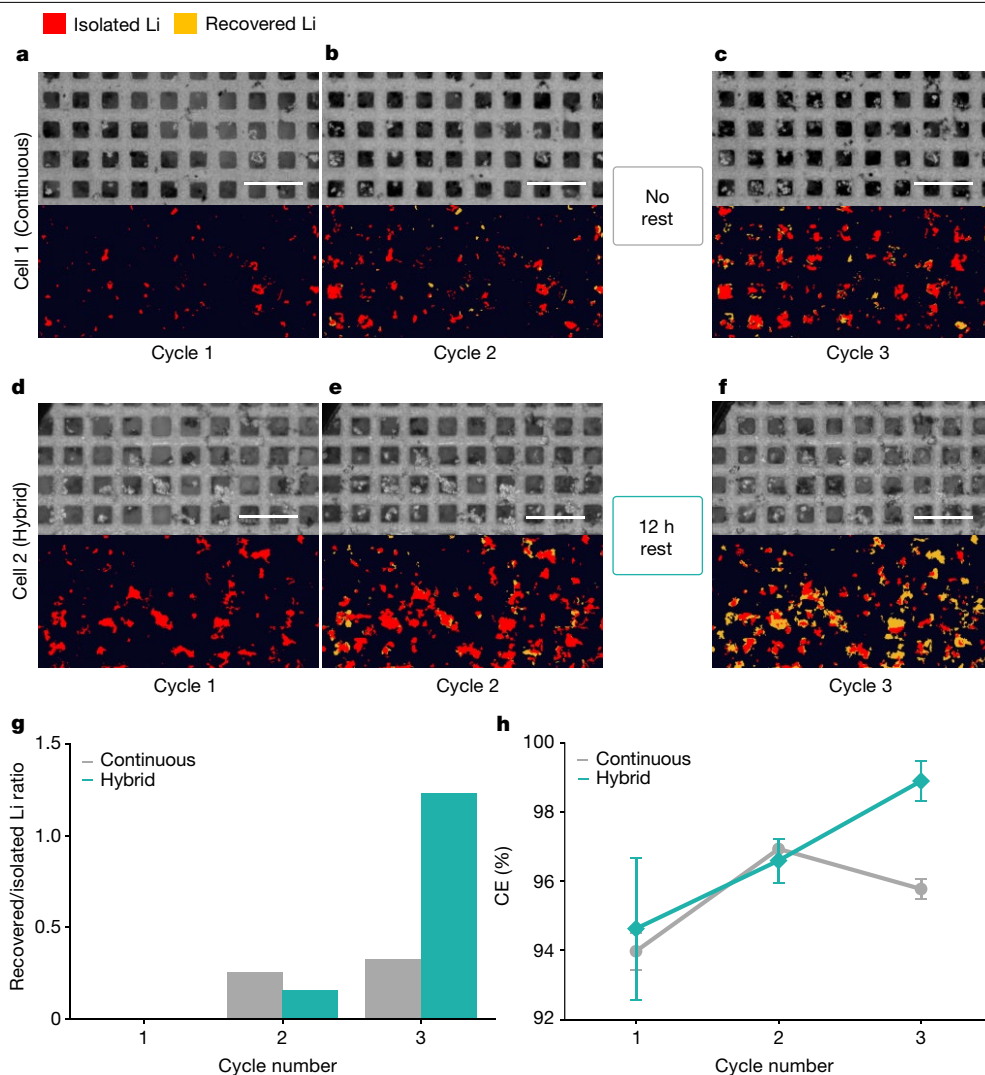 Isolated Li Recovered Li
a b c
Cell 1 (Continuous)
No
rest
Cycle 1 Cycle 2 Cycle 3
d e f
Cell 2 (Hybrid)
12 h
rest
Cycle 1 Cycle 2 Cycle 3
g
Recovered/isolated Li ratio
1.5
1.0
0.5
0
Continuous
Hybrid
1 2 3
Cycle number
h
CE (%)
100
98
96
94
92
Continuous
Hybrid
1 2 3
Cycle number